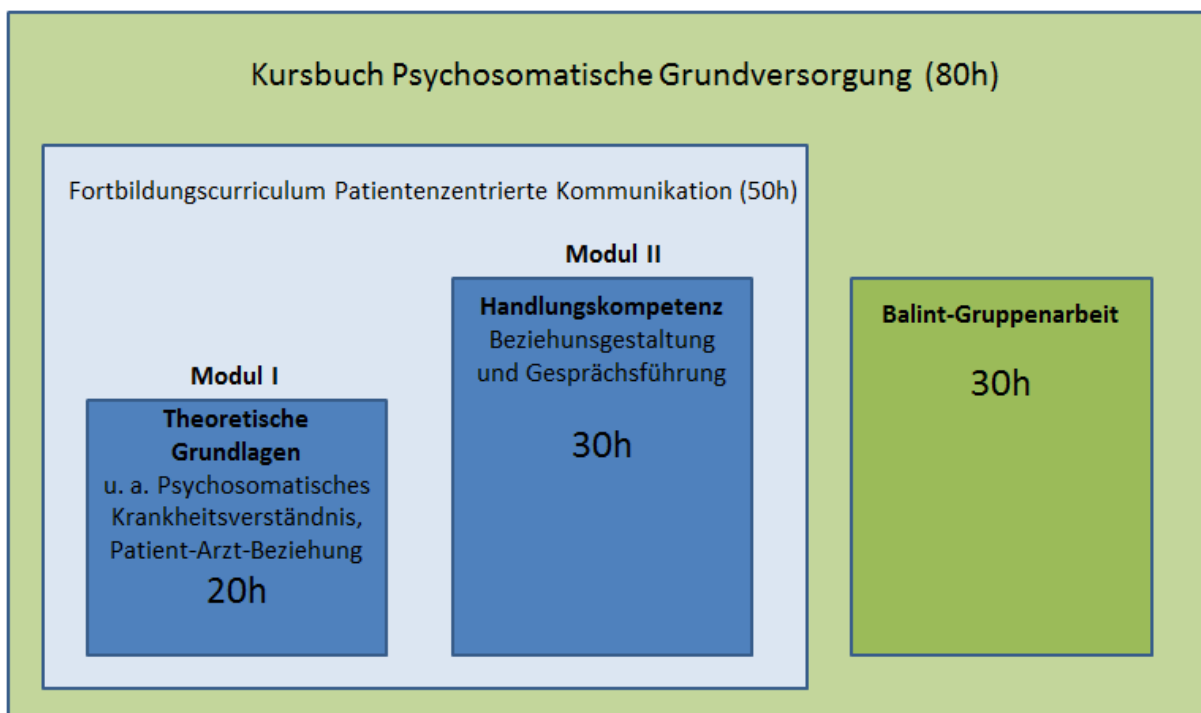 Kursbuch Psychosomatische Grundversorgung (80h)
Fortbildungscurriculum Patientenzentrierte Kommunikation (50h)
Modul I
Theoretische
Grundlagen
u. a. Psychosomatisches
Krankheitsverständnis,
Patient-Arzt-Beziehung
20h
Modul II
Handlungskompetenz
Beziehunsgestaltung
und Gesprächsführung
30h
Balint-Gruppenarbeit
30h